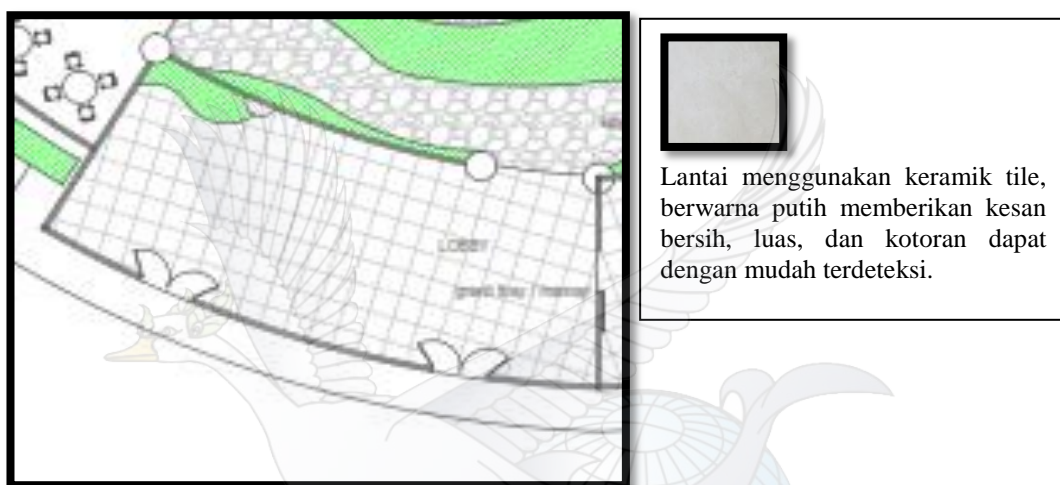 LOBBY
Lantai menggunakan keramik tile,
berwarna putih memberikan kesan
bersih, luas, dan kotoran dapat
dengan mudah terdeteksi.